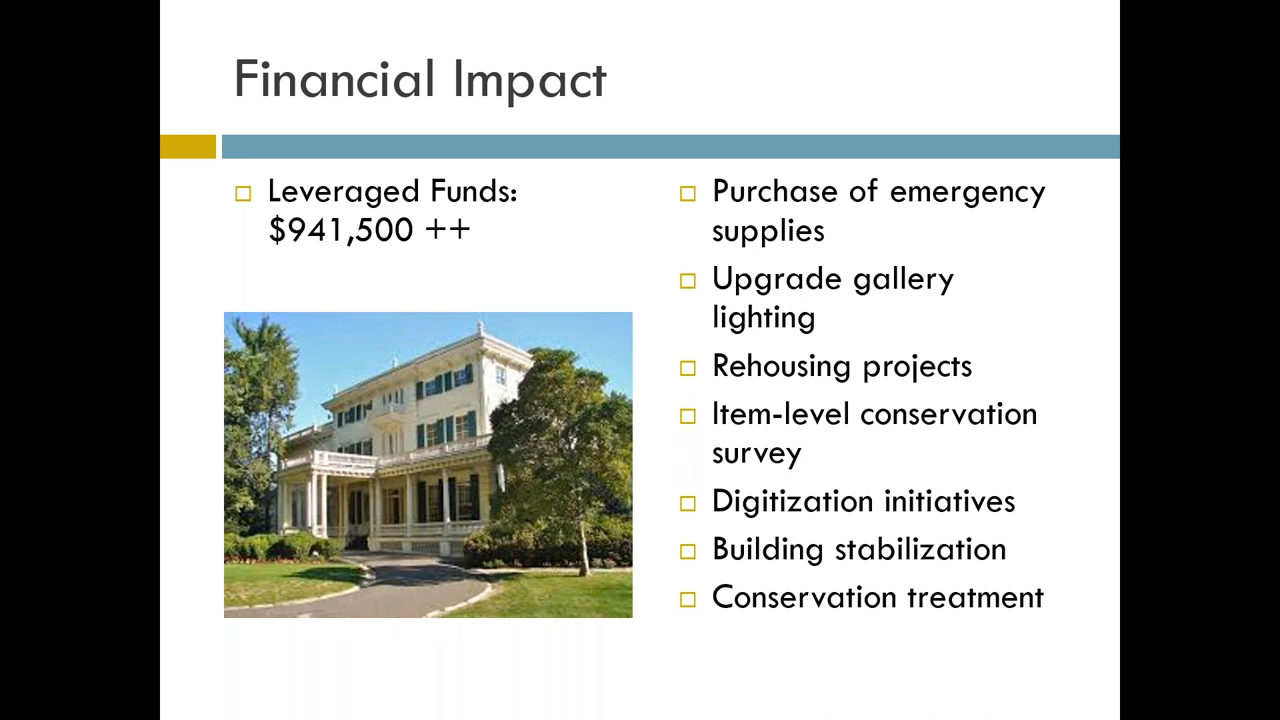 Financial Impact
Leveraged Funds:
$941,500 ++
Purchase of emergency
supplies
Upgrade gallery
lighting
Rehousing projects
Item-level conservation
survey
Digitization initiatives
Building stabilization
Conservation treatment